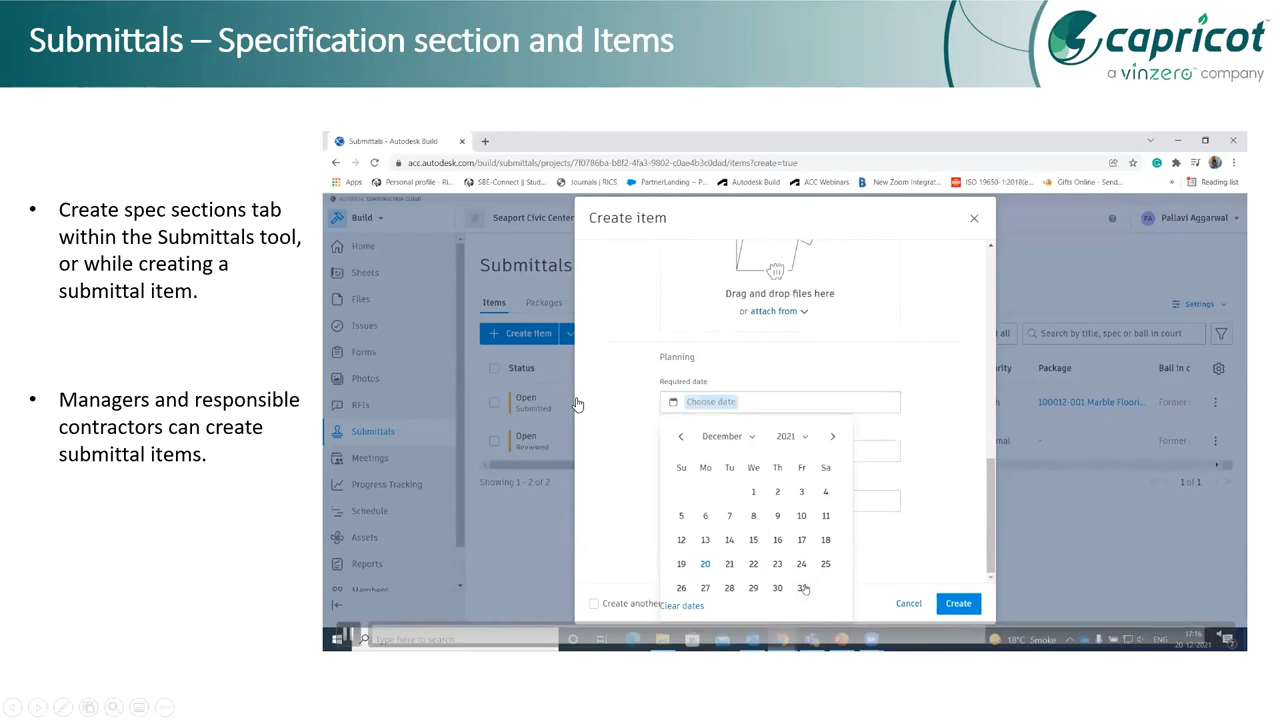 Submittals – Specification section and Items
capricot
a vinzero™ company
• Create spec sections tab
within the Submittals tool,
or while creating a
submittal item.
• Managers and responsible
contractors can create
submittal items.
Submittals - Autodesk Build
acc.autodesk.com/build/submittals/projects/7f0786ba-b8f2-4fa3-9802-c0ae4b3c0dad/items?create=true
Apps
Personal profile - RI...
SBE-Connect || Stud...
Journals | RICS
PartnerLanding ~ P...
Autodesk Build
ACC Webinars
New Zoom Integrat...
ISO 19650-1:2018(e...
Gifts Online - Send...
»
Reading list
AUTODESK CONSTRUCTION CLOUD
Build
Seaport Civic Center
PA
Pallavi Aggarwal
Home
Sheets
Files
Issues
Forms
Photos
RFIs
Submittals
Meetings
Progress Tracking
Schedule
Assets
Reports
Members
Submittals
Items
Packages
Settings
+ Create Item
all
Search by title, spec or ball in court
Status
Package
Ball in c
Open
Submitted
100012-001 Marble Floori...
Former
Open
Reviewed
-
Former
Showing 1 - 2 of 2
1 of 1
Create item
Drag and drop files here
or attach from
Planning
Required date
Choose date
December
2021
Su Mo Tu We Th Fr Sa
1 2 3 4
5 6 7 8 9 10 11
12 13 14 15 16 17 18
19 20 21 22 23 24 25
26 27 28 29 30 31
Create another
Clear dates
Cancel
Create
Type here to search
18°C Smoke
ENG
17:16
20-12-2021